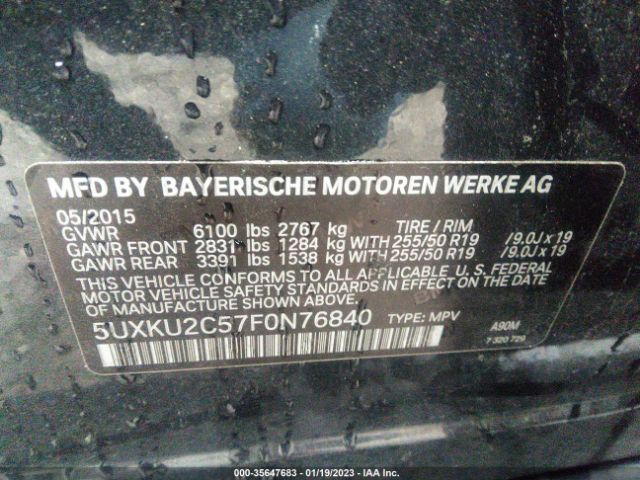 MFD BY BAYERISCHE MOTOREN WERKE AG
05/2015
GVWR 6100 lbs 2767 kg TIRE / RIM
GAWR FRONT 2831 lbs 1284 kg WITH 255/50 R19 /9.0J x 19
GAWR REAR 3391 lbs 1538 kg WITH 255/50 R19 /9.0J x 19
THIS VEHICLE CONFORMS TO ALL APPLICABLE U. S. FEDERAL
MOTOR VEHICLE SAFETY STANDARDS IN EFFECT ON THE DATE
OF MANUFACTURE SHOWN ABOVE.
5UXKU2C57F0N76840 TYPE: MPV A90M
7 320 729
000-35647683 - 01/19/2023 - IAA Inc.